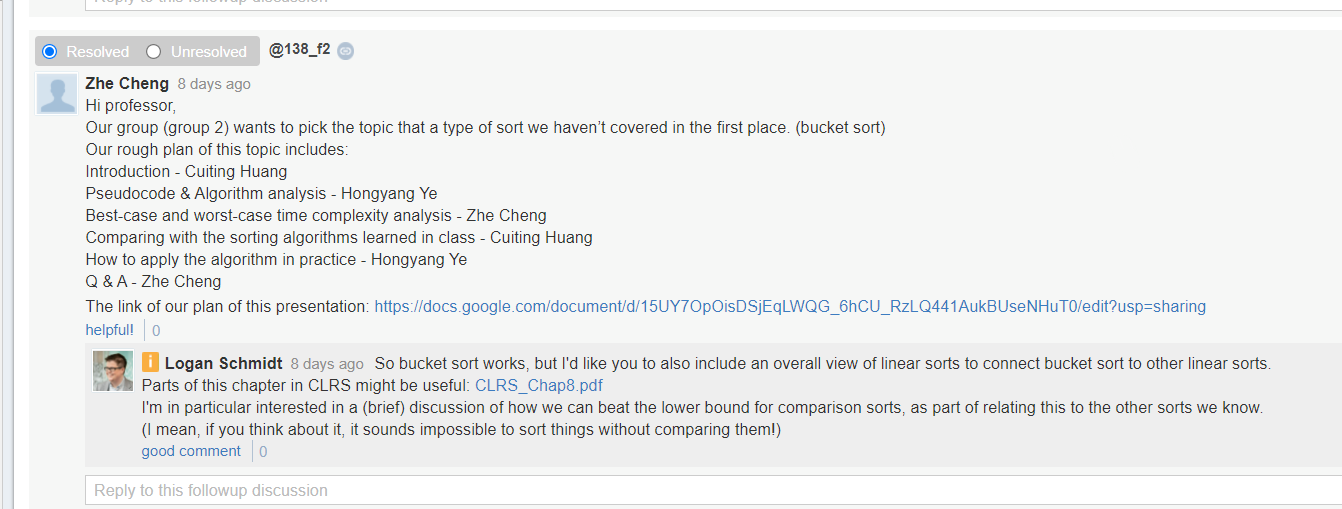 Reply to this followup discussion
Resolved Unresolved @138_f2
Zhe Cheng 8 days ago
Hi professor,
Our group (group 2) wants to pick the topic that a type of sort we haven’t covered in the first place. (bucket sort)
Our rough plan of this topic includes:
Introduction - Cuiting Huang
Pseudocode & Algorithm analysis - Hongyang Ye
Best-case and worst-case time complexity analysis - Zhe Cheng
Comparing with the sorting algorithms learned in class - Cuiting Huang
How to apply the algorithm in practice - Hongyang Ye
Q & A - Zhe Cheng
The link of our plan of this presentation: https://docs.google.com/document/d/15UY7OpOisDSjEqLWQG_6hCU_RzLQ441AukBUseNHuT0/edit?usp=sharing
helpful! 0
i Logan Schmidt 8 days ago So bucket sort works, but I'd like you to also include an overall view of linear sorts to connect bucket sort to other linear sorts.
Parts of this chapter in CLRS might be useful: CLRS_Chap8.pdf
I'm in particular interested in a (brief) discussion of how we can beat the lower bound for comparison sorts, as part of relating this to the other sorts we know.
(I mean, if you think about it, it sounds impossible to sort things without comparing them!)
good comment 0
Reply to this followup discussion